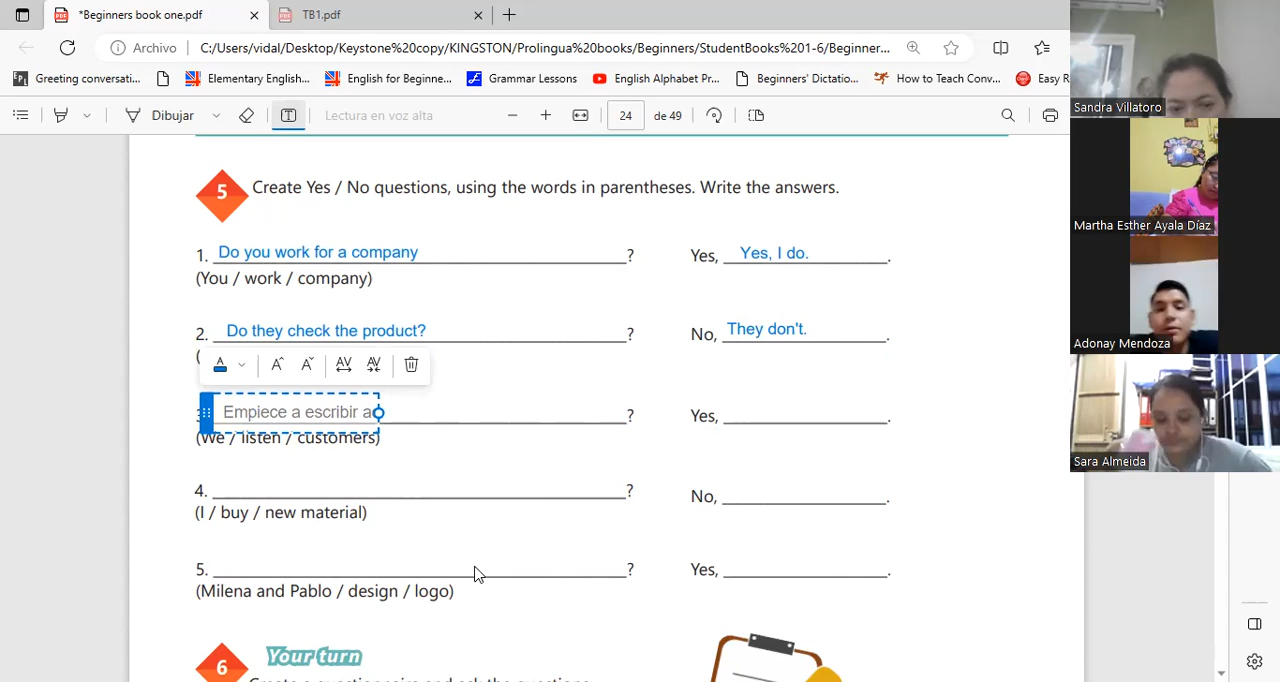 *Beginners book one.pdf
TB1.pdf
Archivo
C:/Users/vidal/Desktop/Keystone%20copy/KINGSTON/Prolingua%20books/Beginners/StudentBooks%201-6/Beginner...
Greeting conversati...
Elementary English...
English for Beginne...
Grammar Lessons
English Alphabet Pr...
Beginners' Dictatio...
How to Teach Conv...
Easy R
Dibujar
Lectura en voz alta
24
de 49
5
Create Yes / No questions, using the words in parentheses. Write the answers.
1. Do you work for a company ? Yes, Yes, I do.
(You / work / company)
2. Do they check the product? ? No, They don't.
(
Empiece a escribir a ? Yes, .
(We / listen / customers)
4. ? No, .
(I / buy / new material)
5. ? Yes, .
(Milena and Pablo / design / logo)
6 Your turn
Sandra Villatoro
Martha Esther Ayala Díaz
Adonay Mendoza
Sara Almeida